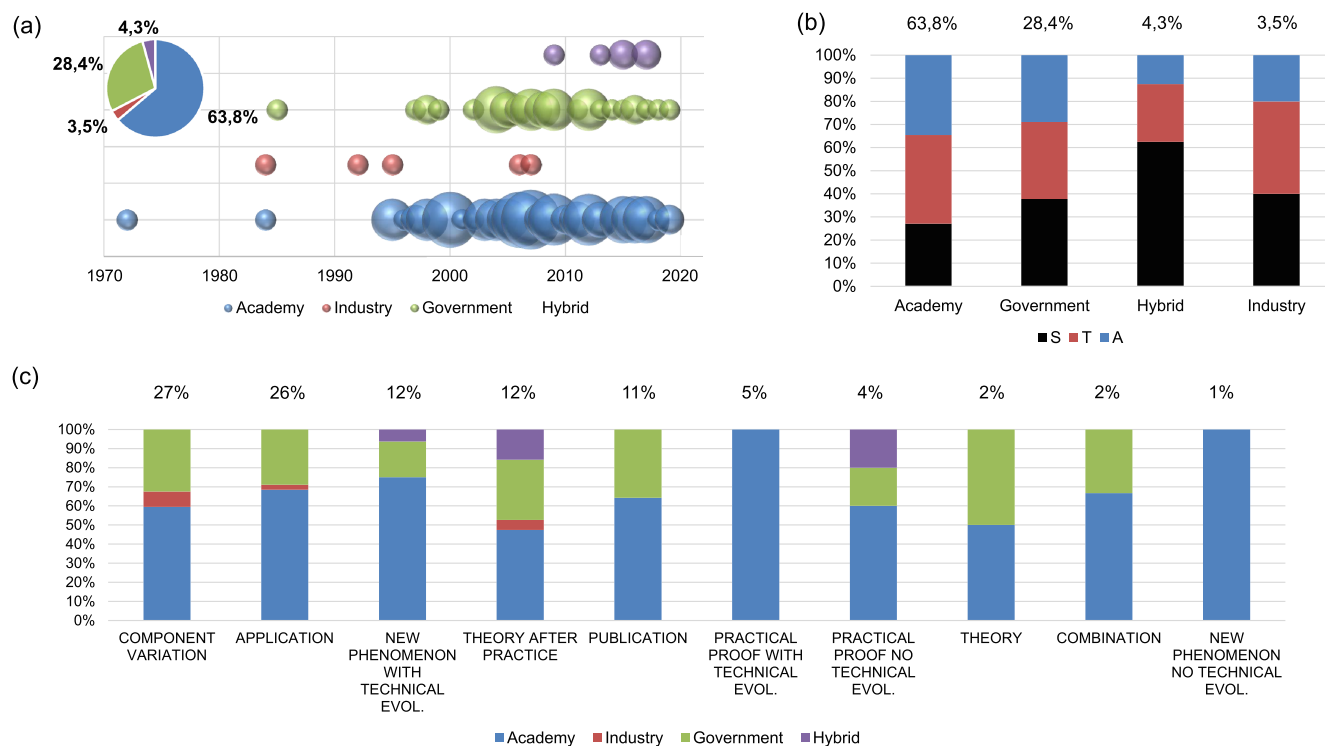 (a)
4,3%
28,4%
3,5%
63,8%
1970 1980 1990 2000 2010 2020
Academy Industry Government Hybrid
(b)
63,8% 28,4% 4,3% 3,5%
100%
90%
80%
70%
60%
50%
40%
30%
20%
10%
0%
Academy Government Hybrid Industry
S T A
(c)
27% 26% 12% 12% 11% 5% 4% 2% 2% 1%
100%
90%
80%
70%
60%
50%
40%
30%
20%
10%
0%
COMPONENT
VARIATION
APPLICATION
NEW
PHENOMENON
WITH
TECHNICAL
EVOL.
THEORY AFTER
PRACTICE
PUBLICATION
PRACTICAL
PROOF WITH
TECHNICAL
EVOL.
PRACTICAL
PROOF NO
TECHNICAL
EVOL.
THEORY
COMBINATION
NEW
PHENOMENON
NO TECHNICAL
EVOL.
Academy Industry Government Hybrid